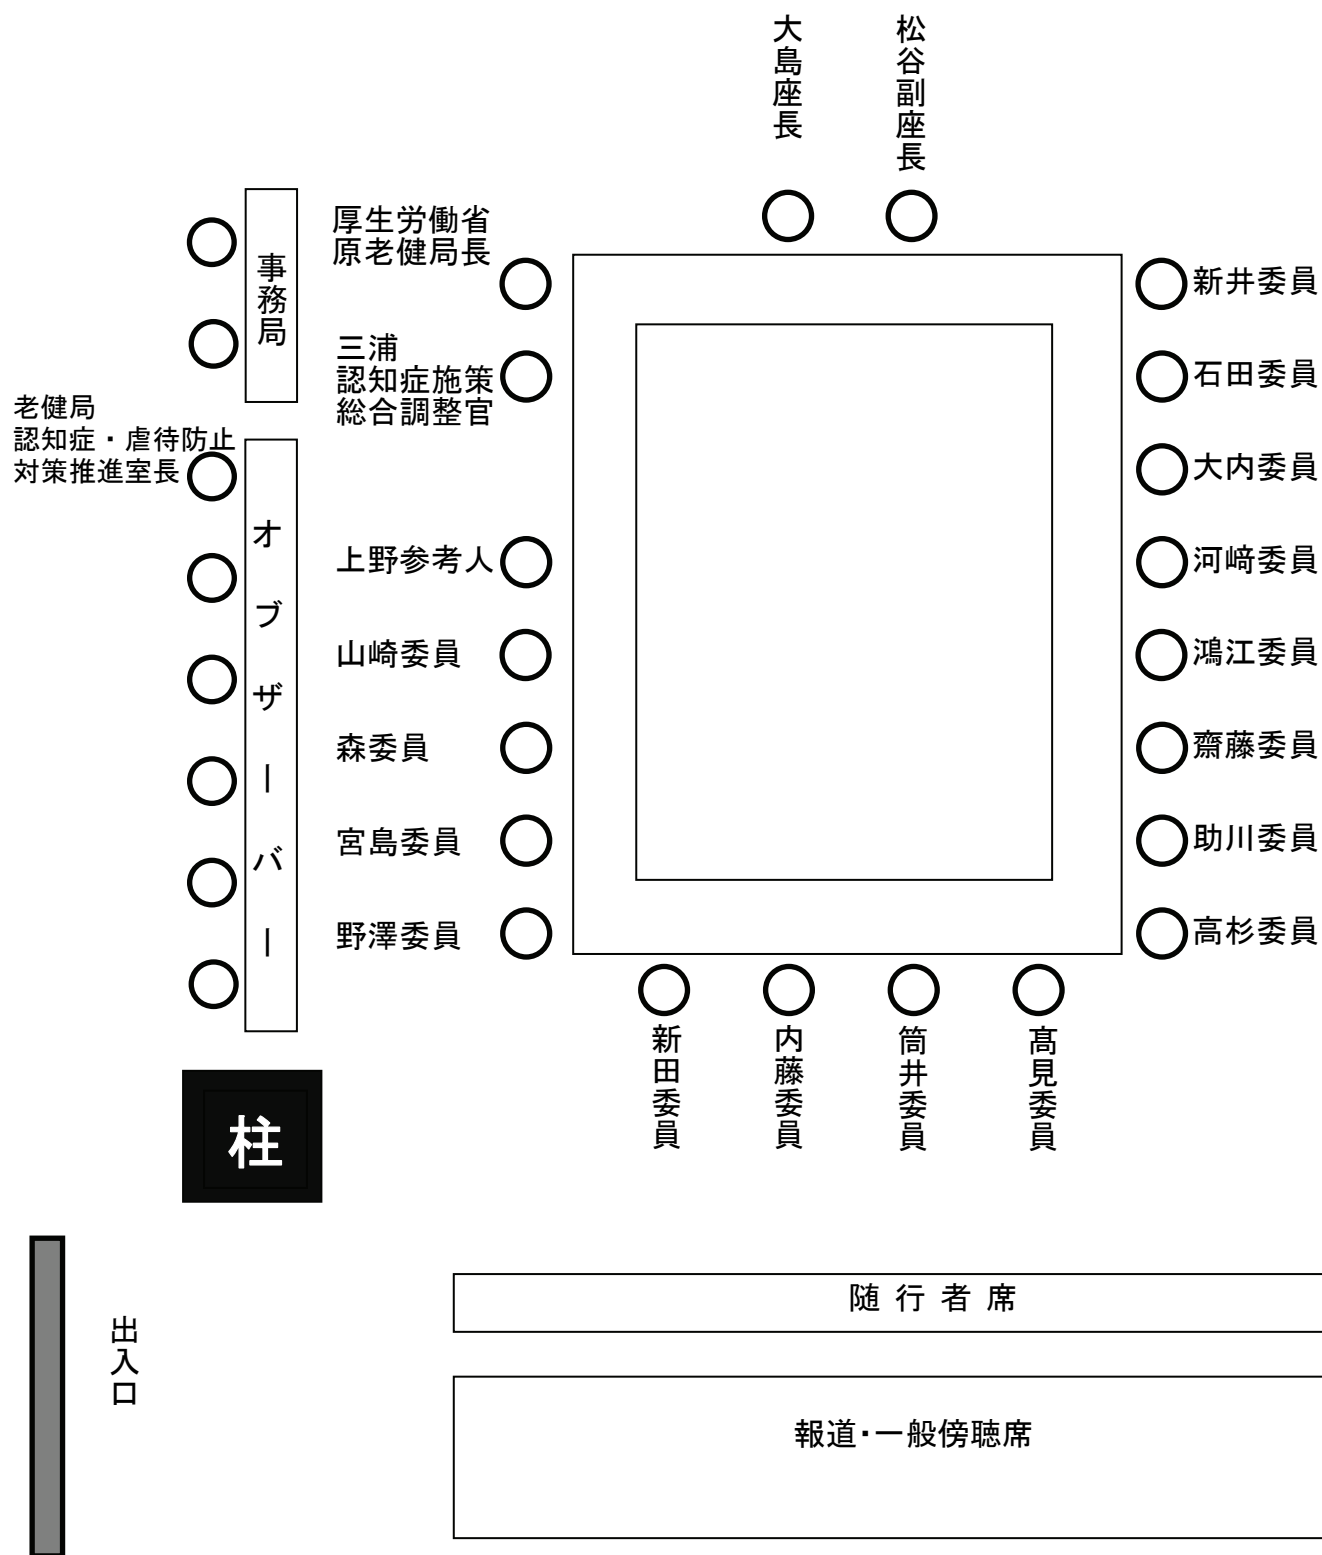 大島座長
松谷副座長
事務局
厚生労働省
原老健局長
三浦
認知症施策
総合調整官
老健局
認知症・虐待防止
対策推進室長
オブザーバー
上野参考人
山崎委員
森委員
宮島委員
野澤委員
新井委員
石田委員
大内委員
河﨑委員
鴻江委員
齋藤委員
助川委員
高杉委員
新田委員
内藤委員
筒井委員
髙見委員
柱
出入口
随行者席
報道・一般傍聴席